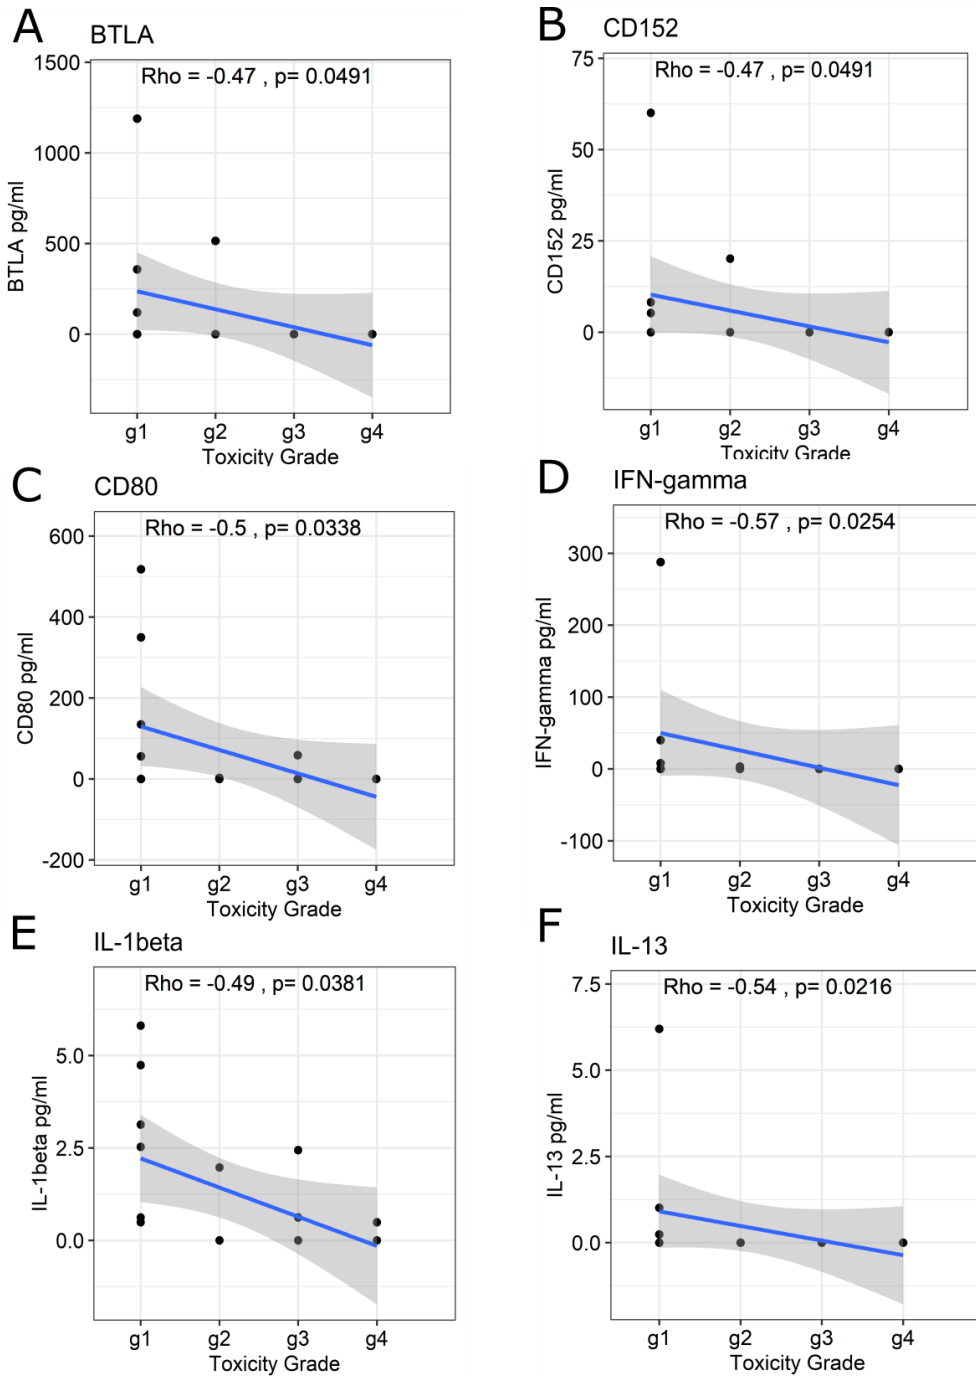 A
BTLA
Rho = -0.47 , p= 0.0491
BTLA pg/ml
1500
1000
500
0
g1 g2 g3 g4
Toxicity Grade
B
CD152
Rho = -0.47 , p= 0.0491
CD152 pg/ml
75
50
25
0
g1 g2 g3 g4
Toxicity Grade
C
CD80
Rho = -0.5 , p= 0.0338
CD80 pg/ml
600
400
200
0
-200
g1 g2 g3 g4
Toxicity Grade
D
IFN-gamma
Rho = -0.57 , p= 0.0254
IFN-gamma pg/ml
300
200
100
0
-100
g1 g2 g3 g4
Toxicity Grade
E
IL-1beta
Rho = -0.49 , p= 0.0381
IL-1beta pg/ml
5.0
2.5
0.0
g1 g2 g3 g4
Toxicity Grade
F
IL-13
Rho = -0.54 , p= 0.0216
IL-13 pg/ml
7.5
5.0
2.5
0.0
g1 g2 g3 g4
Toxicity Grade